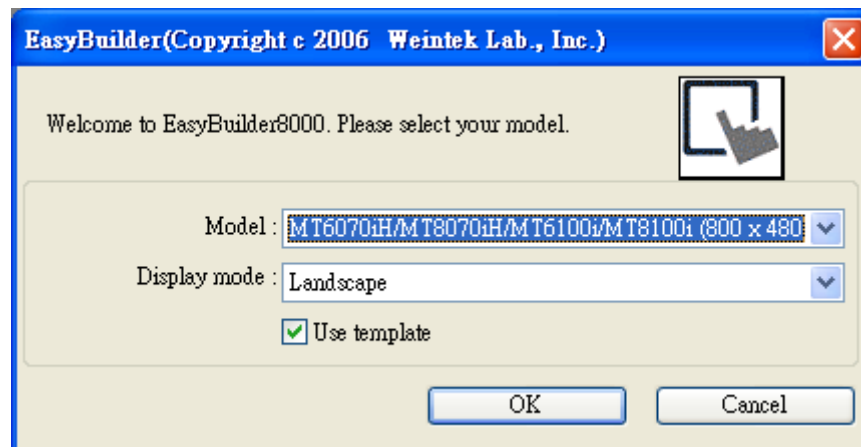 EasyBuilder(Copyright c 2006 Weintek Lab., Inc.)
Welcome to EasyBuilder8000. Please select your model.
Model : MT6070iH/MT8070iH/MT6100i/MT8100i (800 x 480
Display mode : Landscape
Use template
OK Cancel